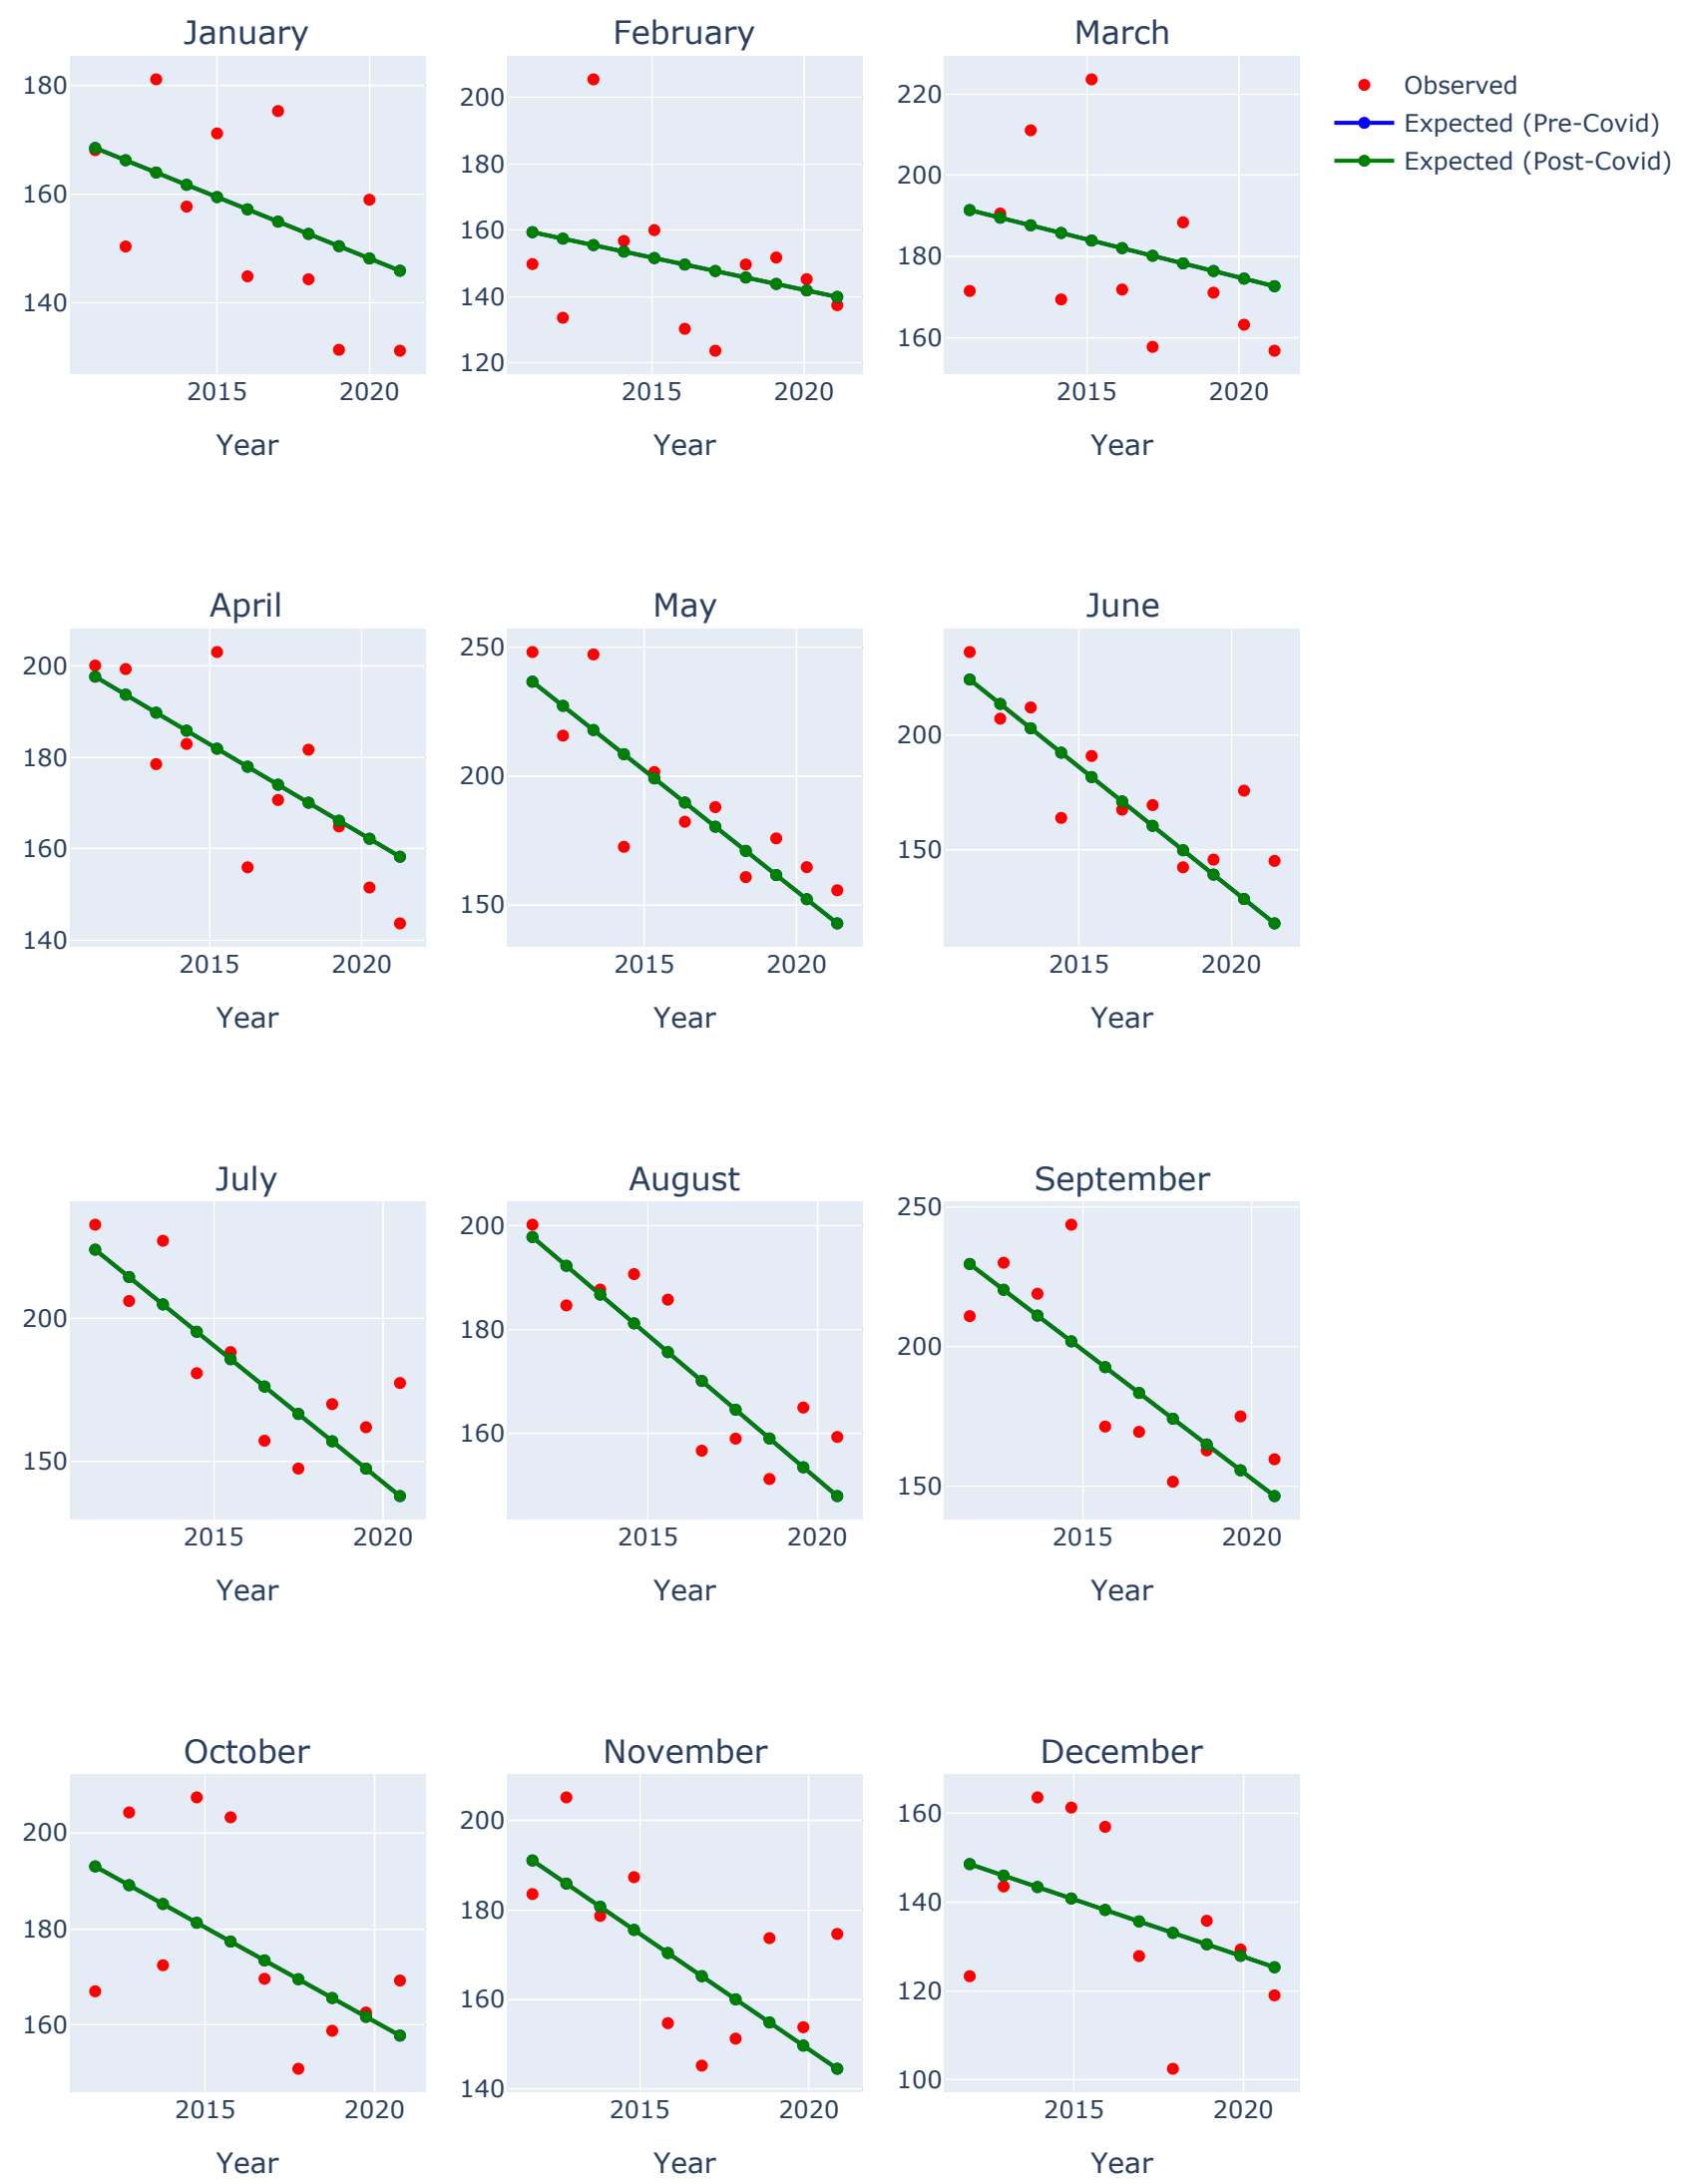 January
February
March
180
160
140
2015
2020
Year
200
180
160
140
120
2015
2020
Year
220
200
180
160
2015
2020
Year
Observed
Expected (Pre-Covid)
Expected (Post-Covid)
April
May
June
200
180
160
140
2015
2020
Year
250
200
150
2015
2020
Year
200
150
2015
2020
Year
July
August
September
200
150
2015
2020
Year
200
180
160
2015
2020
Year
250
200
150
2015
2020
Year
October
November
December
200
180
160
2015
2020
Year
200
180
160
140
2015
2020
Year
160
140
120
100
2015
2020
Year